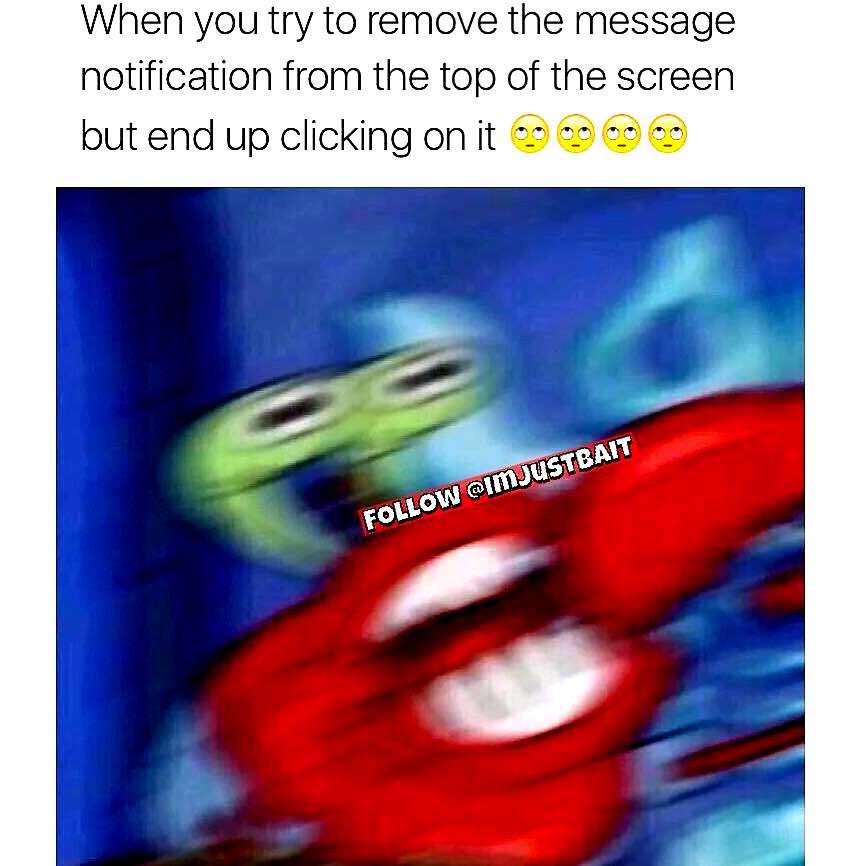 When you try to remove the message
notification from the top of the screen
but end up clicking on it 🙄🙄🙄🙄
FOLLOW @IMJUSTBAIT